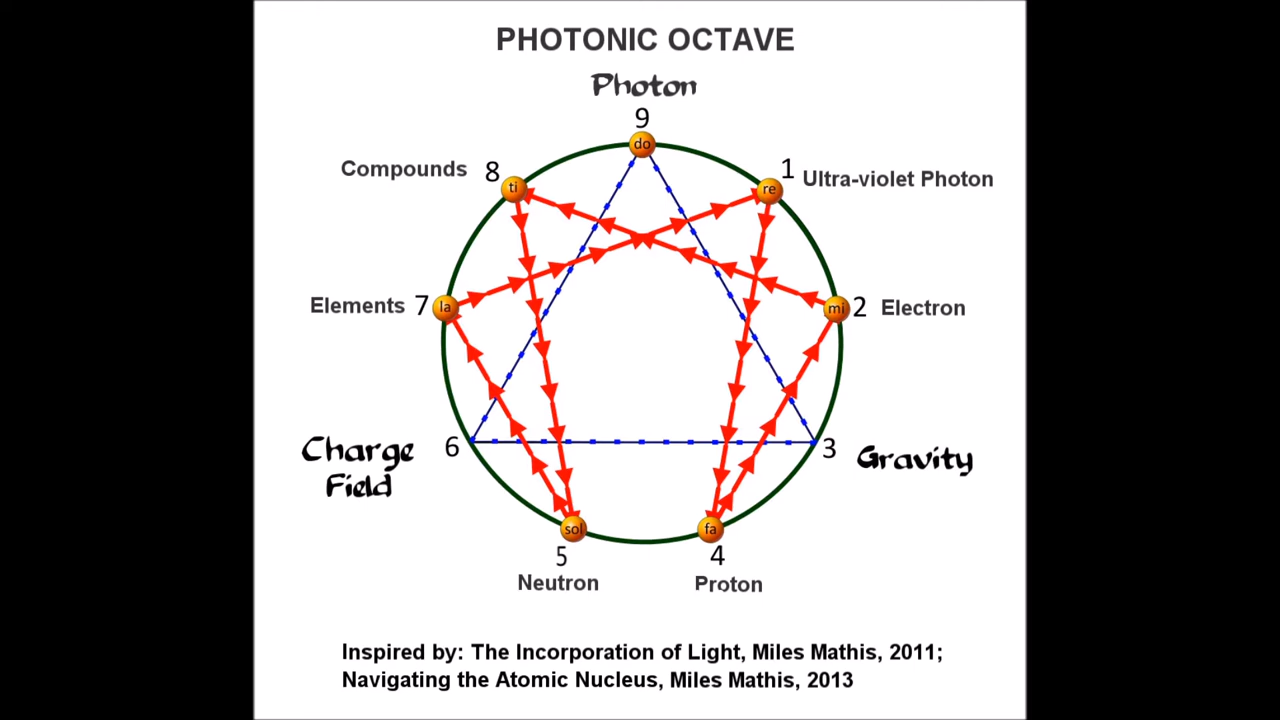 PHOTONIC OCTAVE
Photon
9
do
Compounds 8 ti
re 1 Ultra-violet Photon
Elements 7 la
mi 2 Electron
Charge
Field
6
3 Gravity
sol
5
Neutron
fa
4
Proton
Inspired by: The Incorporation of Light, Miles Mathis, 2011;
Navigating the Atomic Nucleus, Miles Mathis, 2013